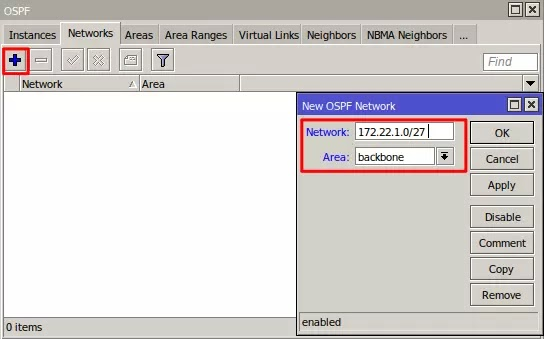 OSPF
Instances Networks Areas Area Ranges Virtual Links Neighbors NBMA Neighbors ...
Find
Network Area
New OSPF Network
Network: 172.22.1.0/27 OK
Area: backbone Cancel
Apply
Disable
Comment
Copy
Remove
0 items enabled